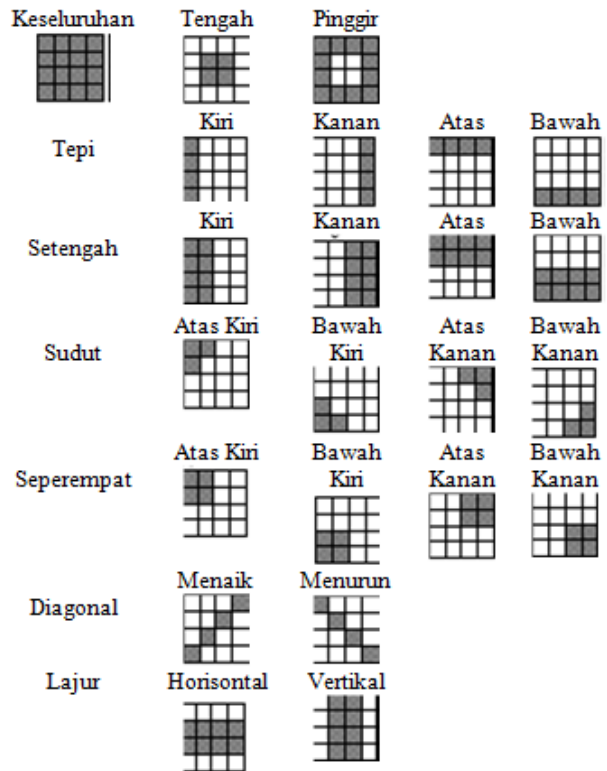 Keseluruhan Tengah Pinggir
Kiri Kanan Atas Bawah
Tepi
Kiri Kanan Atas Bawah
Setengah
Atas Kiri Bawah Atas Bawah
Sudut Kiri Kanan Kanan
Atas Kiri Bawah Atas Bawah
Seperempat Kiri Kanan Kanan
Menaik Menurun
Diagonal
Lajur Horisontal Vertikal